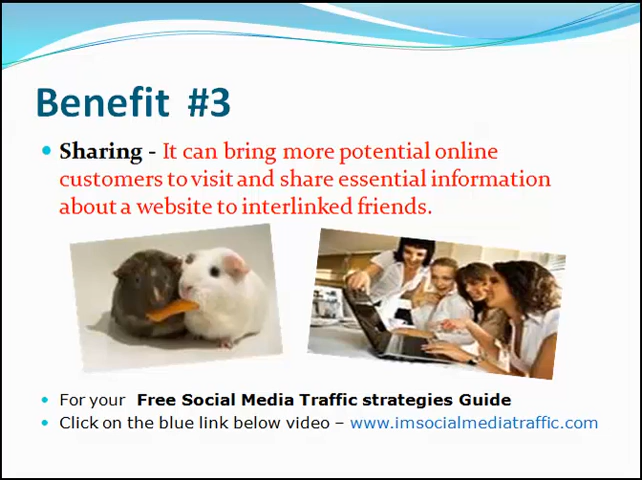 Benefit #3
Sharing - It can bring more potential online
customers to visit and share essential information
about a website to interlinked friends.
For your Free Social Media Traffic strategies Guide
Click on the blue link below video – www.imsocialmediatraffic.com